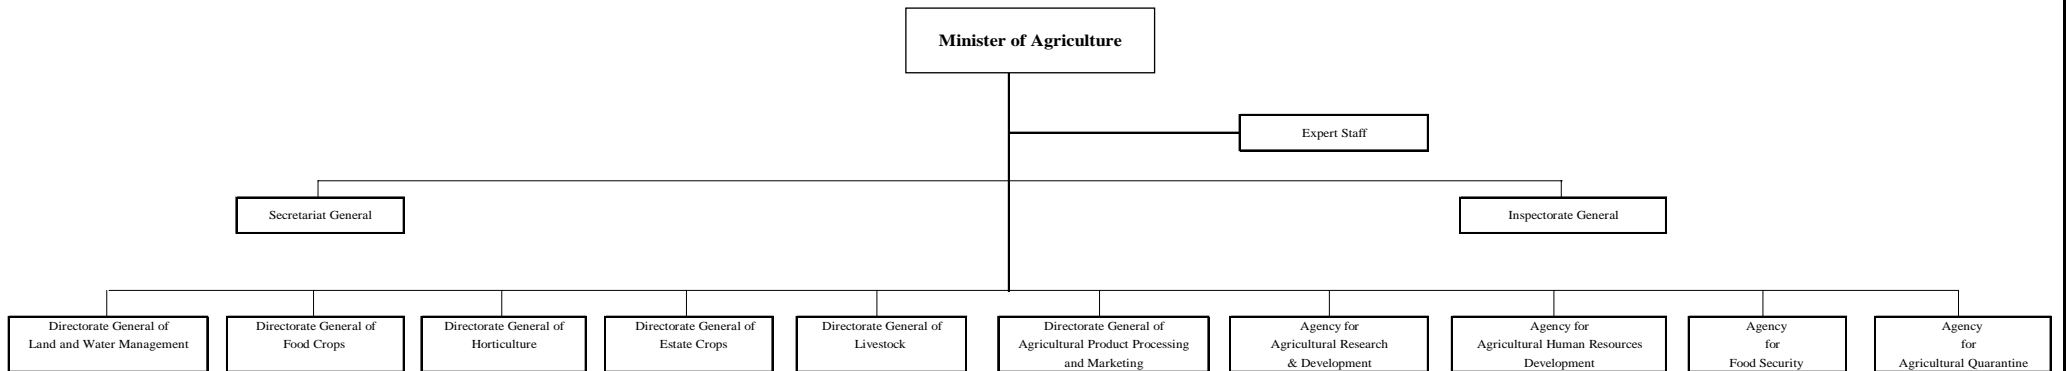 Minister of Agriculture
Expert Staff
Secretariat General
Inspectorate General
Directorate General of
Land and Water Management
Directorate General of
Food Crops
Directorate General of
Horticulture
Directorate General of
Estate Crops
Directorate General of
Livestock
Directorate General of
Agricultural Product Processing
and Marketing
Agency for
Agricultural Research
& Development
Agency for
Agricultural Human Resources
Development
Agency
for
Food Security
Agency
for
Agricultural Quarantine